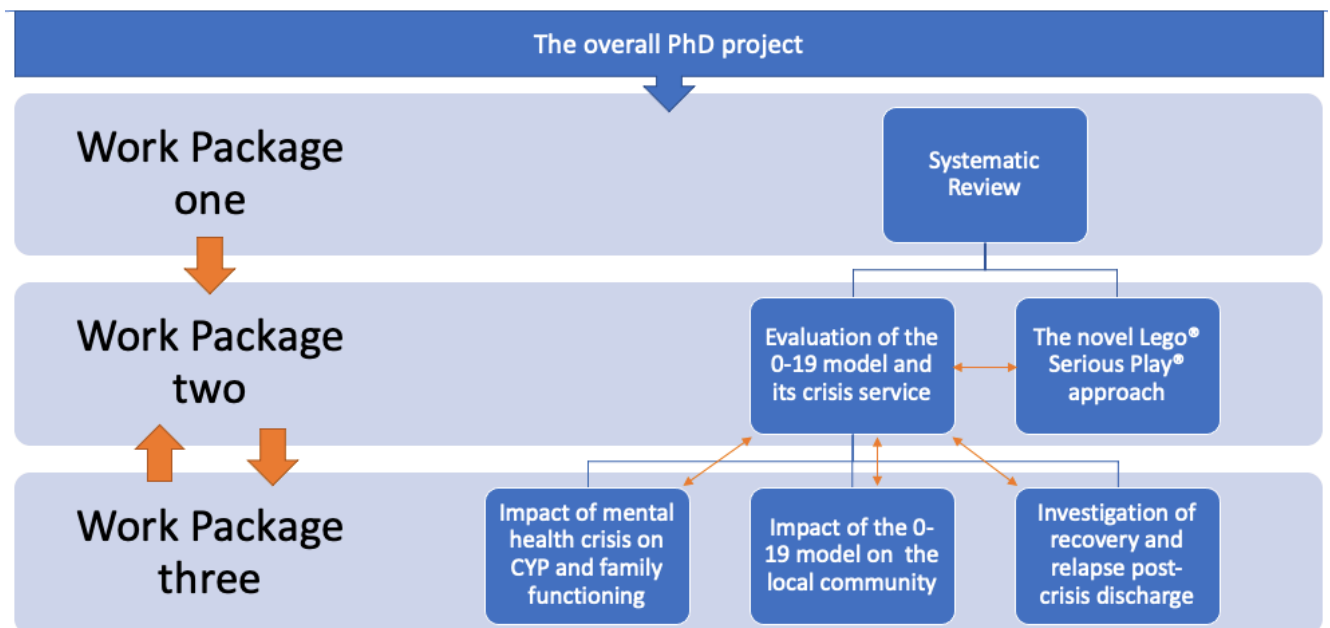 The overall PhD project
Work Package
one
Systematic
Review
Work Package
two
Evaluation of the
0-19 model and
its crisis service
The novel Lego®
Serious Play®
approach
Work Package
three
Impact of mental
health crisis on
CYP and family
functioning
Impact of the 0-
19 model on the
local community
Investigation of
recovery and
relapse post-
crisis discharge